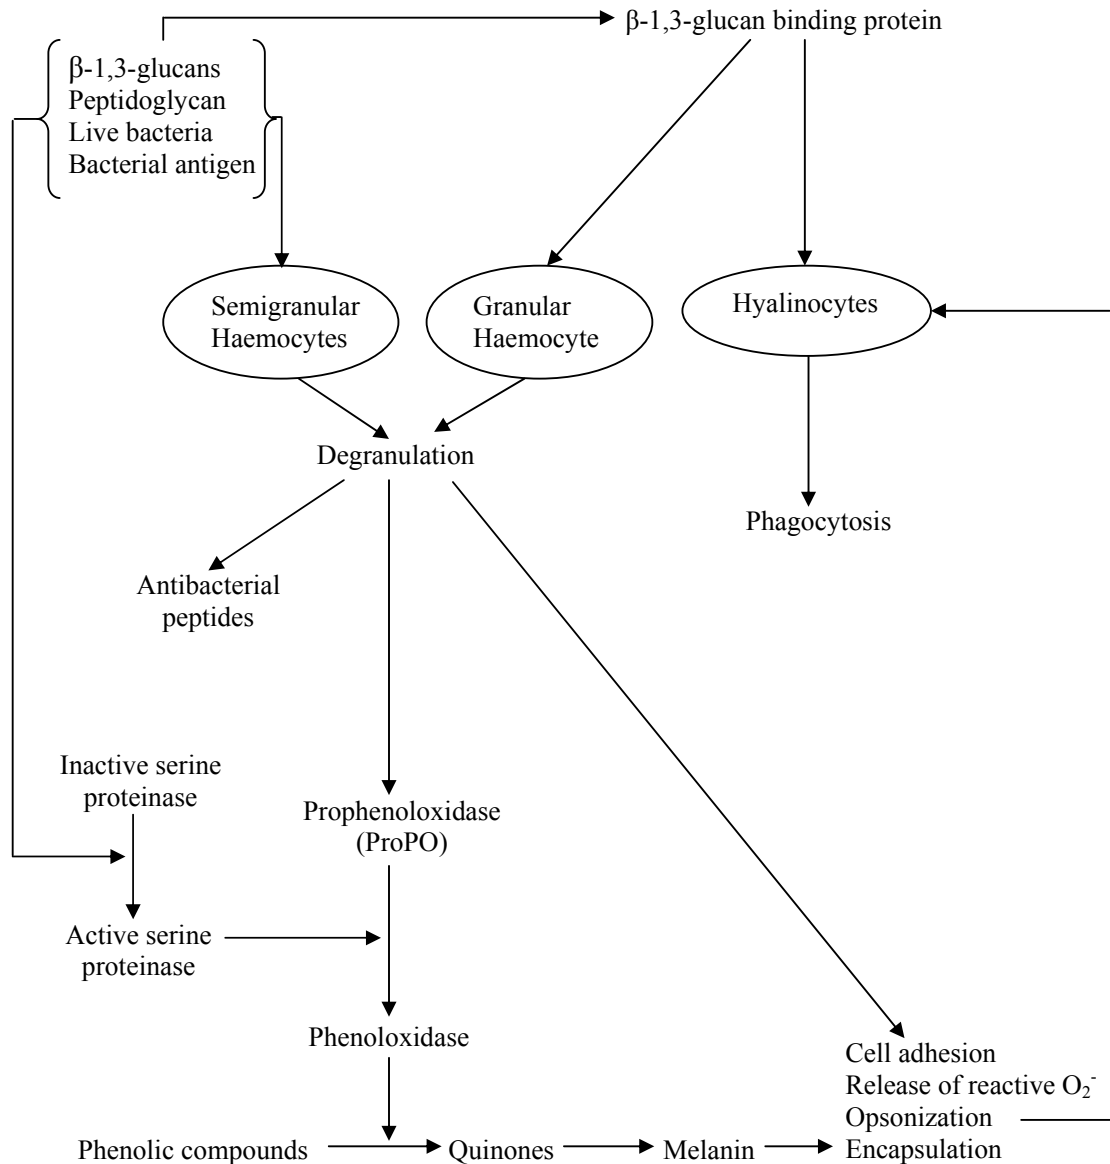 β-1,3-glucan binding protein
β-1,3-glucans
Peptidoglycan
Live bacteria
Bacterial antigen
Semigranular
Haemocytes
Granular
Haemocyte
Hyalinocytes
Degranulation
Phagocytosis
Antibacterial
peptides
Inactive serine
proteinase
Prophenoloxidase
(ProPO)
Active serine
proteinase
Phenoloxidase
Cell adhesion
Release of reactive O₂⁻
Opsonization
Encapsulation
Phenolic compounds
Quinones
Melanin